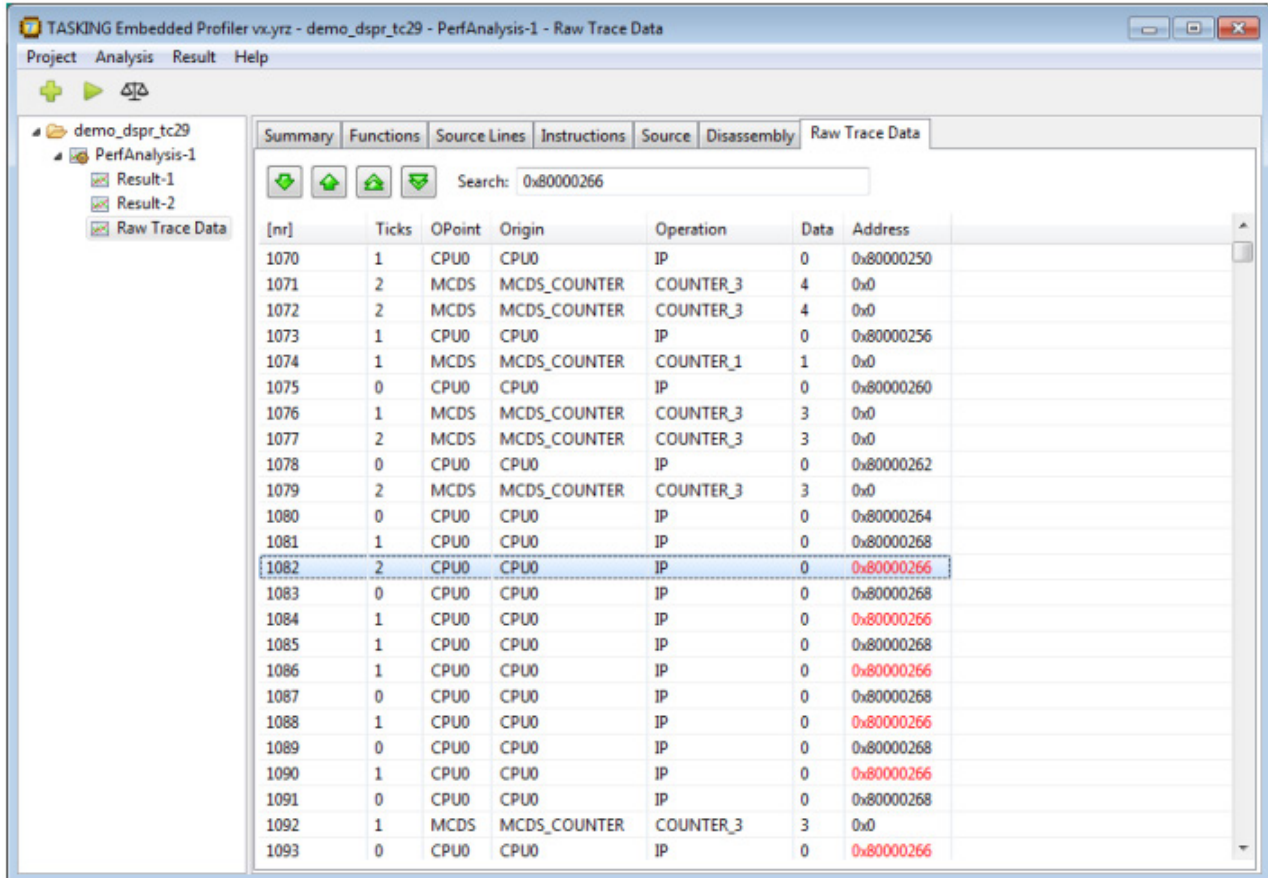 TASKING Embedded Profiler vx.yrz - demo_dspr_tc29 - PerfAnalysis-1 - Raw Trace Data
Project Analysis Result Help
demo_dspr_tc29
PerfAnalysis-1
Result-1
Result-2
Raw Trace Data
Summary Functions Source Lines Instructions Source Disassembly Raw Trace Data
Search: 0x80000266
[nr] Ticks OPoint Origin Operation Data Address
1070 1 CPU0 CPU0 IP 0 0x80000250
1071 2 MCDS MCDS_COUNTER COUNTER_3 4 0x0
1072 2 MCDS MCDS_COUNTER COUNTER_3 4 0x0
1073 1 CPU0 CPU0 IP 0 0x80000256
1074 1 MCDS MCDS_COUNTER COUNTER_1 1 0x0
1075 0 CPU0 CPU0 IP 0 0x80000260
1076 1 MCDS MCDS_COUNTER COUNTER_3 3 0x0
1077 2 MCDS MCDS_COUNTER COUNTER_3 3 0x0
1078 0 CPU0 CPU0 IP 0 0x80000262
1079 2 MCDS MCDS_COUNTER COUNTER_3 3 0x0
1080 0 CPU0 CPU0 IP 0 0x80000264
1081 1 CPU0 CPU0 IP 0 0x80000268
1082 2 CPU0 CPU0 IP 0 0x80000266
1083 0 CPU0 CPU0 IP 0 0x80000268
1084 1 CPU0 CPU0 IP 0 0x80000266
1085 1 CPU0 CPU0 IP 0 0x80000268
1086 1 CPU0 CPU0 IP 0 0x80000266
1087 0 CPU0 CPU0 IP 0 0x80000268
1088 1 CPU0 CPU0 IP 0 0x80000266
1089 0 CPU0 CPU0 IP 0 0x80000268
1090 1 CPU0 CPU0 IP 0 0x80000266
1091 0 CPU0 CPU0 IP 0 0x80000268
1092 1 MCDS MCDS_COUNTER COUNTER_3 3 0x0
1093 0 CPU0 CPU0 IP 0 0x80000266